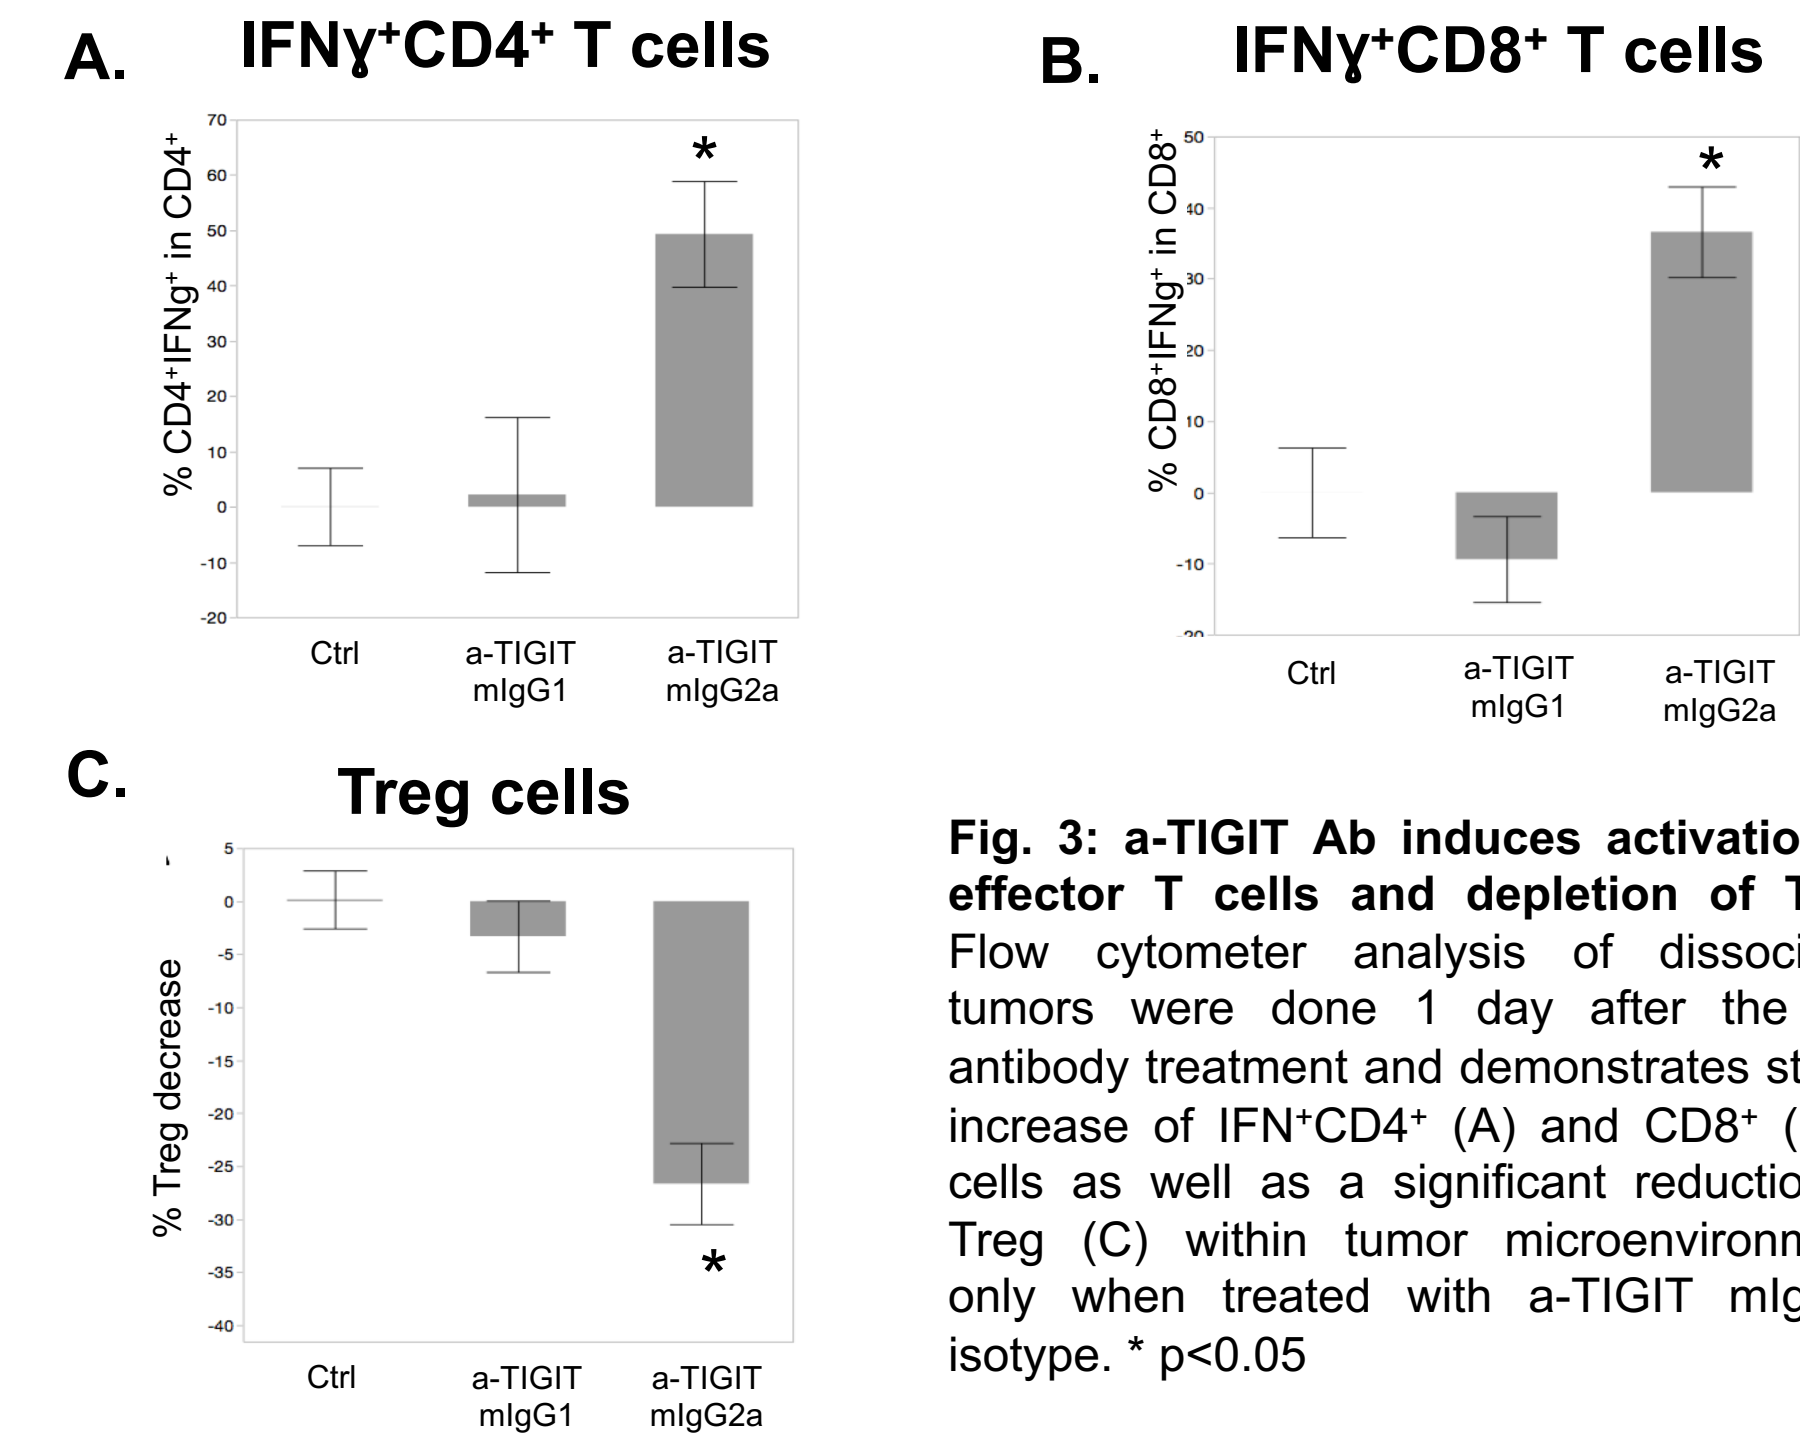 A.
IFNɣ⁺CD4⁺ T cells
% CD4⁺IFNg⁺ in CD4⁺
70
60
50
40
30
20
10
0
-10
-20
*
Ctrl
a-TIGIT
mIgG1
a-TIGIT
mIgG2a
B.
IFNɣ⁺CD8⁺ T cells
% CD8⁺IFNg⁺ in CD8⁺
50
40
30
20
10
0
-10
-20
*
Ctrl
a-TIGIT
mIgG1
a-TIGIT
mIgG2a
C.
Treg cells
% Treg decrease
5
0
-5
-10
-15
-20
-25
-30
-35
-40
*
Ctrl
a-TIGIT
mIgG1
a-TIGIT
mIgG2a
Fig. 3: a-TIGIT Ab induces activatio
effector T cells and depletion of T
Flow cytometer analysis of dissoci
tumors were done 1 day after the
antibody treatment and demonstrates st
increase of IFN⁺CD4⁺ (A) and CD8⁺ (
cells as well as a significant reductio
Treg (C) within tumor microenvironm
only when treated with a-TIGIT mIg
isotype. * p<0.05